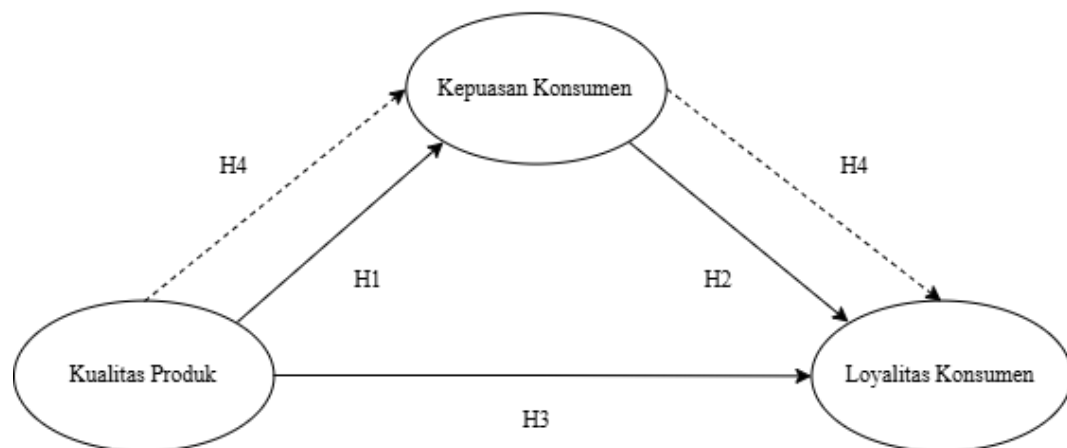 Kepuasan Konsumen
H4
H4
H1
H2
Kualitas Produk
Loyalitas Konsumen
H3